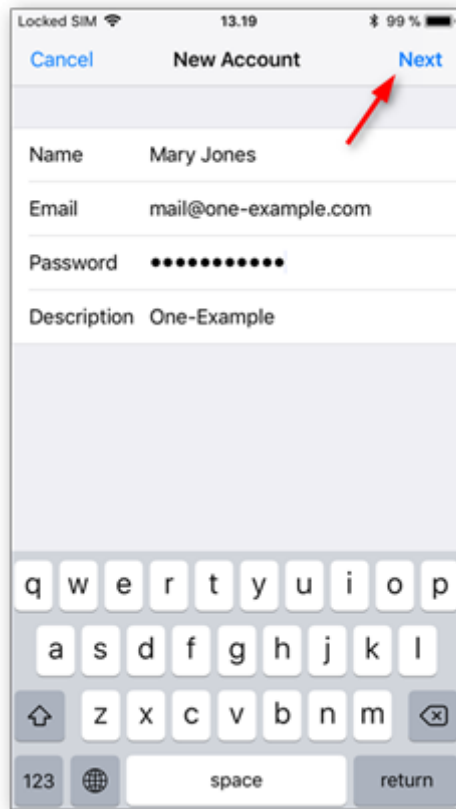 Locked SIM 13.19 99 %
Cancel New Account Next
Name Mary Jones
Email mail@one-example.com
Password •••••••••••
Description One-Example
q w e r t y u i o p
a s d f g h j k l
z x c v b n m
123 space return